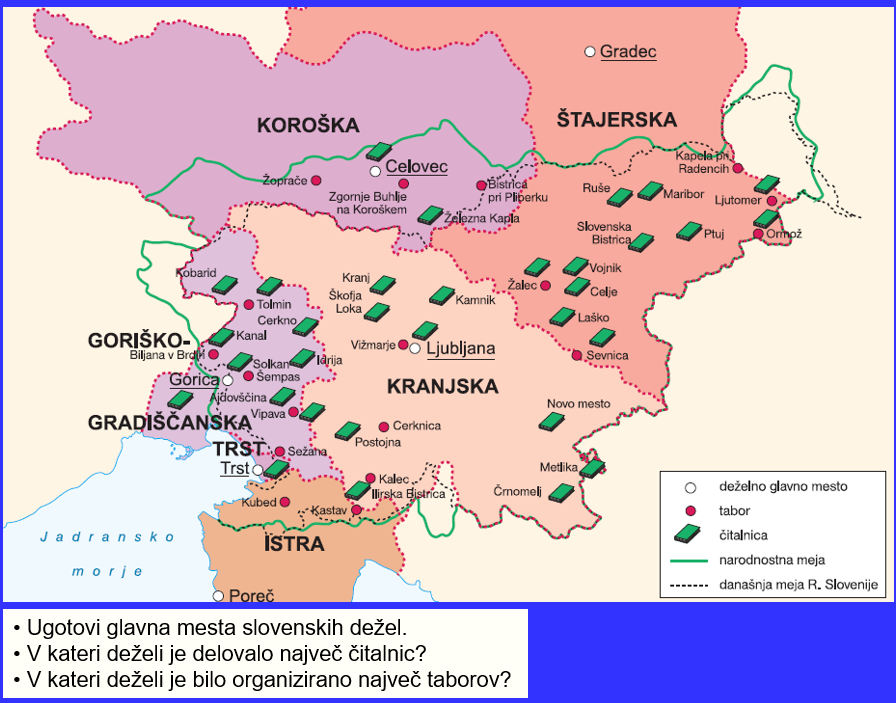 Gradec
ŠTAJERSKA
KOROŠKA
Celovec
Kapela pri
Radencih
Žoprače
Zgornje Buhlje
na Koroškem
Bistrica
pri Pliberku
Železna Kapla
Ruše
Maribor
Ljutomer
Slovenska
Bistrica
Ptuj
Ormož
Kobarid
Tolmin
Cerkno
Kranj
Škofja
Loka
Kamnik
Žalec
Vojnik
Celje
Laško
Sevnica
GORIŠKO-
Kanal
Biljana v Brdih
Vižmarje
Ljubljana
Solkan
Idrija
Šempas
Gorica
KRANJSKA
Ajdovščina
GRADIŠČANSKA
Vipava
Cerknica
Postojna
Novo mesto
TRST
Sežana
Trst
Kalec
Ilirska Bistrica
Metlika
Črnomelj
Kubed
Kastav
ISTRA
Jadransko
morje
Poreč
deželno glavno mesto
tabor
čitalnica
narodnostna meja
današnja meja R. Slovenije
• Ugotovi glavna mesta slovenskih dežel.
• V kateri deželi je delovalo največ čitalnic?
• V kateri deželi je bilo organizirano največ taborov?